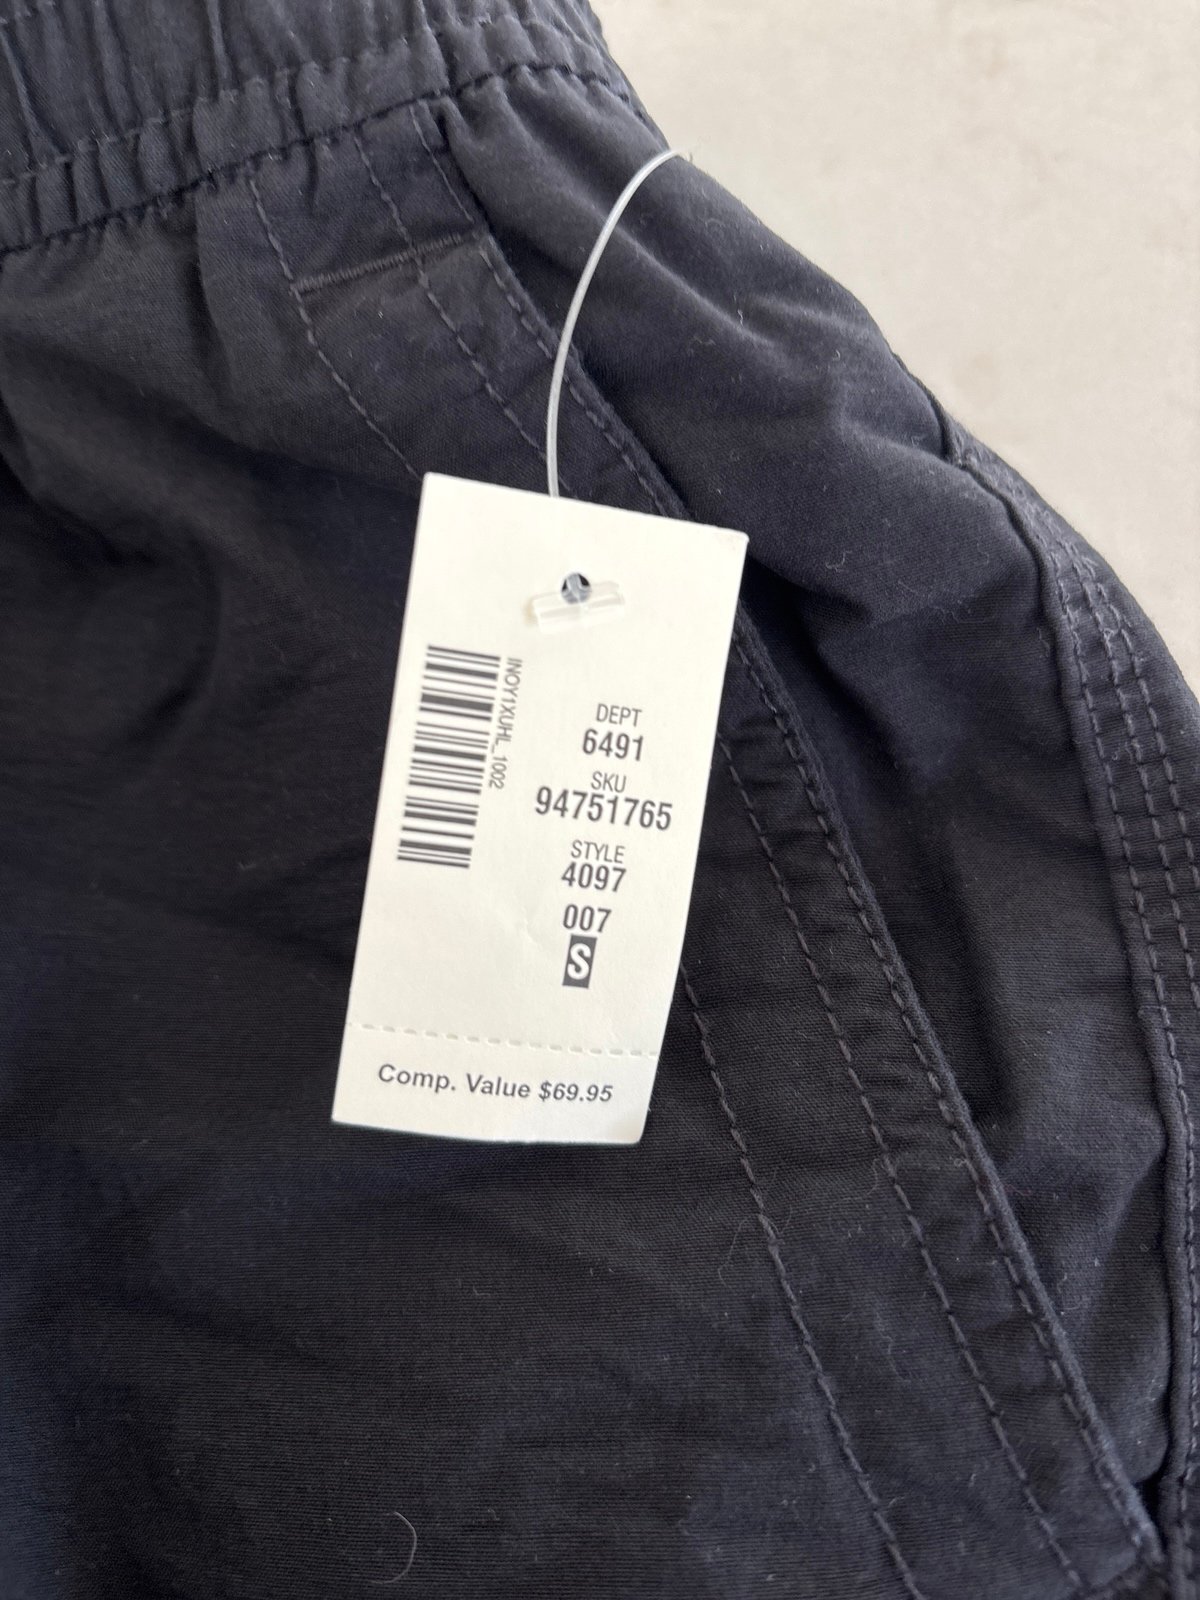 INOY1XUHL_1002
DEPT
6491
SKU
94751765
STYLE
4097
007
S
Comp. Value $69.95